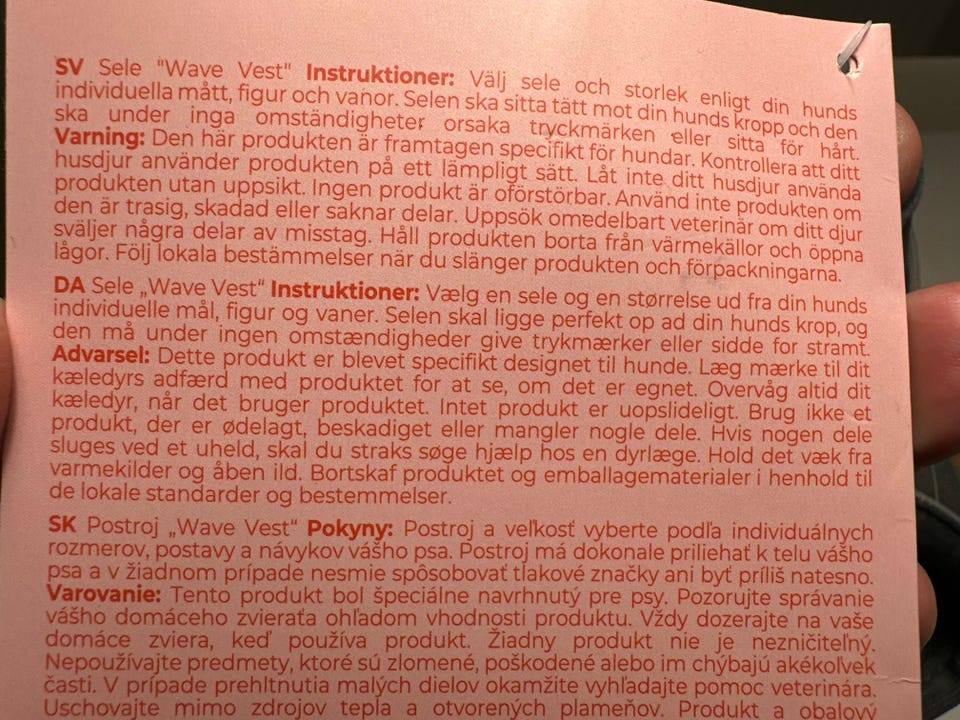 SV Sele "Wave Vest" Instruktioner: Välj sele och storlek enligt din hunds
individuella mått, figur och vanor. Selen ska sitta tätt mot din hunds kropp och den
ska under inga omständigheter orsaka tryckmärken eller sitta för hårt.
Varning: Den här produkten är framtagen specifikt för hundar. Kontrollera att ditt
husdjur använder produkten på ett lämpligt sätt. Låt inte ditt husdjur använda
produkten utan uppsikt. Ingen produkt är oförstörbar. Använd inte produkten om
den är trasig, skadad eller saknar delar. Uppsök omedelbart veterinär om ditt djur
sväljer några delar av misstag. Håll produkten borta från värmekällor och öppna
lågor. Följ lokala bestämmelser när du slänger produkten och förpackningarna.
DA Sele „Wave Vest“ Instruktioner: Vælg en sele og en størrelse ud fra din hunds
individuelle mål, figur og vaner. Selen skal ligge perfekt op ad din hunds krop, og
den må under ingen omstændigheder give trykmærker eller sidde for stramt.
Advarsel: Dette produkt er blevet specifikt designet til hunde. Læg mærke til dit
kæledyrs adfærd med produktet for at se, om det er egnet. Overvåg altid dit
kæledyr, når det bruger produktet. Intet produkt er uopslideligt. Brug ikke et
produkt, der er ødelagt, beskadiget eller mangler nogle dele. Hvis nogen dele
sluges ved et uheld, skal du straks søge hjælp hos en dyrlæge. Hold det væk fra
varmekilder og åben ild. Bortskaf produktet og emballagematerialer i henhold til
de lokale standarder og bestemmelser.
SK Postroj „Wave Vest“ Pokyny: Postroj a veľkosť vyberte podľa individuálnych
rozmerov, postavy a návykov vášho psa. Postroj má dokonale priliehať k telu vášho
psa a v žiadnom prípade nesmie spôsobovať tlakové značky ani byť príliš natesno.
Varovanie: Tento produkt bol špeciálne navrhnutý pre psy. Pozorujte správanie
vášho domáceho zvieraťa ohľadom vhodnosti produktu. Vždy dozerajte na vaše
domáce zviera, keď používa produkt. Žiadny produkt nie je nezničiteľný.
Nepoužívajte predmety, ktoré sú zlomené, poškodené alebo im chýbajú akékoľvek
časti. V prípade prehltnutia malých dielov okamžite vyhľadajte pomoc veterinára.
Uschovajte mimo zdrojov tepla a otvorených plameňov. Produkt a obalový